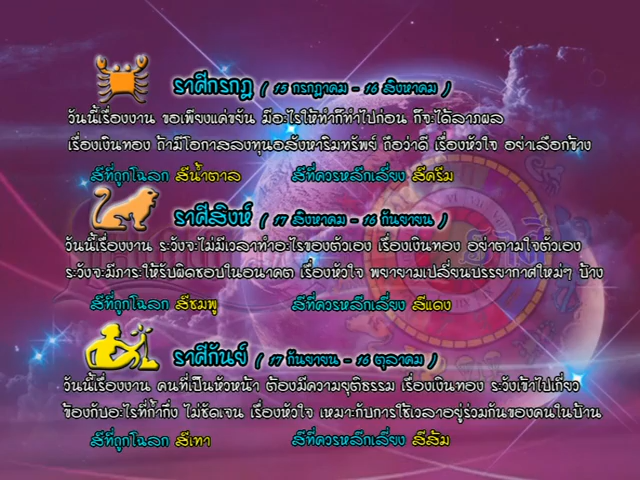 ราศีกรกฎ ( 15 กรกฎาคม - 16 สิงหาคม )
วันนี้เรื่องงาน ขอเพียงแค่ขยัน มีอะไรให้ทำก็ทำไปก่อน ก็จะได้ลาภผล
เรื่องเงินทอง ถ้ามีโอกาสลงทุนอสังหาริมทรัพย์ ถือว่าดี เรื่องหัวใจ อย่าเลือกข้าง
สีที่ถูกโฉลก สีน้ำตาล สีที่ควรหลีกเลี่ยง สีครีม
ราศีสิงห์ ( 17 สิงหาคม - 16 กันยายน )
วันนี้เรื่องงาน ระวังจะไม่มีเวลาทำอะไรของตัวเอง เรื่องเงินทอง อย่าตามใจตัวเอง
ระวังจะมีภาระให้รับผิดชอบในอนาคต เรื่องหัวใจ พยายามเปลี่ยนบรรยากาศใหม่ๆ บ้าง
สีที่ถูกโฉลก สีชมพู สีที่ควรหลีกเลี่ยง สีแดง
ราศีกันย์ ( 17 กันยายน - 16 ตุลาคม )
วันนี้เรื่องงาน คนที่เป็นหัวหน้า ต้องมีความยุติธรรม เรื่องเงินทอง ระวังเข้าไปเกี่ยว
ข้องกับอะไรที่ก้ำกึ่ง ไม่ชัดเจน เรื่องหัวใจ เหมาะกับการใช้เวลาอยู่ร่วมกันของคนในบ้าน
สีที่ถูกโฉลก สีเทา สีที่ควรหลีกเลี่ยง สีส้ม